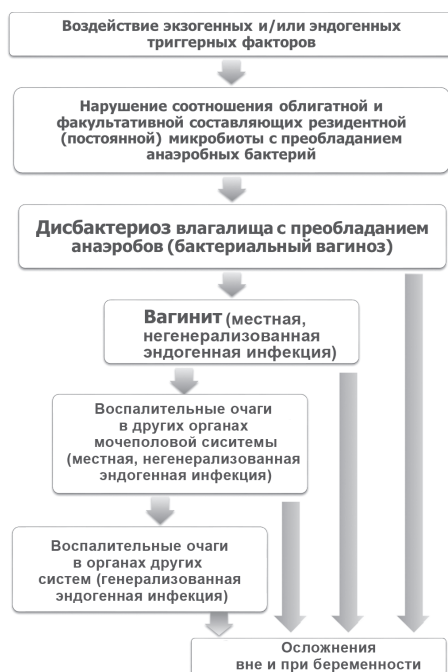 Воздействие экзогенных и/или эндогенных
триггерных факторов
Нарушение соотношения облигатной и
факультативной составляющих резидентной
(постоянной) микробиоты с преобладанием
анаэробных бактерий
Дисбактериоз влагалища с преобладанием
анаэробов (бактериальный вагиноз)
Вагинит (местная,
негенерализованная
эндогенная инфекция)
Воспалительные очаги
в других органах
мочеполовой сиситемы
(местная, негенерализованная
эндогенная инфекция)
Воспалительные очаги
в органах других
систем (генерализованная
эндогенная инфекция)
Осложнения
вне и при беременности